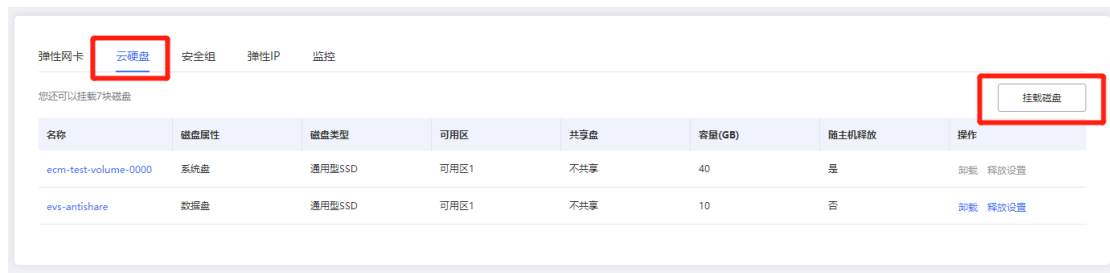 弹性网卡 云硬盘 安全组 弹性IP 监控
您还可以挂载7块磁盘 挂载磁盘
名称 磁盘属性 磁盘类型 可用区 共享盘 容量(GB) 随主机释放 操作
ecm-test-volume-0000 系统盘 通用型SSD 可用区1 不共享 40 是 卸载 释放设置
evs-antishare 数据盘 通用型SSD 可用区1 不共享 10 否 卸载 释放设置